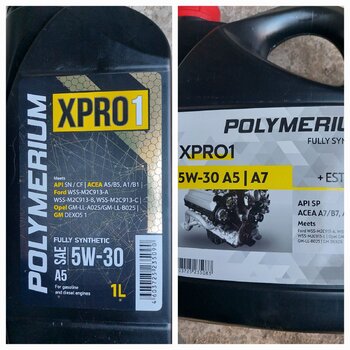 POLYMERIUM
XPRO1
Meets
API SN / CF | ACEA A5/B5, A1/B1 |
Ford WSS-M2C913-A
WSS-M2C913-B, WSS-M2C913-C
Opel GM-LL-A025/GM-LL-B025 |
GM DEXOS 1
FULLY SYNTHETIC
SAE 5W-30
A5
For gasoline
and diesel engines
1L
POLYMERIUM
FULLY SYN
XPRO1
5W-30 A5 | A7
+ EST
API SP
ACEA A7/B7, A
Meets